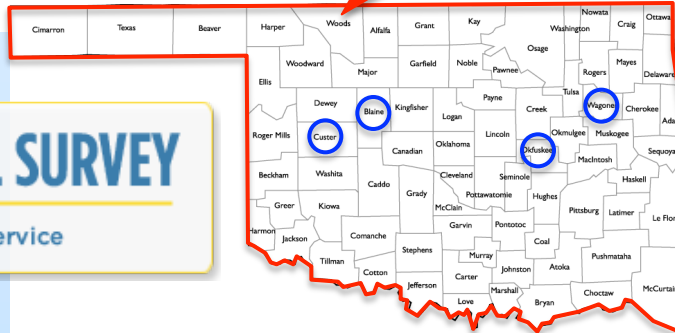 Cimarron
Texas
Beaver
Harper
Woods
Alfalfa
Grant
Kay
Nowata
Craig
Ottawa
Washington
Osage
Woodward
Major
Garfield
Noble
Pawnee
Rogers
Mayes
Delaware
Ellis
Tulsa
Dewey
Blaine
Kingfisher
Logan
Payne
Creek
Wagone
Cherokee
Ada
Roger Mills
Custer
Canadian
Oklahoma
Lincoln
Okfuskee
Okmulgee
Muskogee
Sequoya
MacIntosh
SURVEY
Beckham
Washita
Caddo
Cleveland
Seminole
Haskell
Grady
Pottawatomie
Hughes
Greer
Kiowa
McClain
Pittsburg
Latimer
Le Flor
ervice
Harmon
Jackson
Comanche
Garvin
Pontotoc
Coal
Stephens
Tillman
Cotton
Murray
Johnston
Atoka
Pushmataha
Jefferson
Carter
Marshall
Love
Bryan
Choctaw
McCurtain